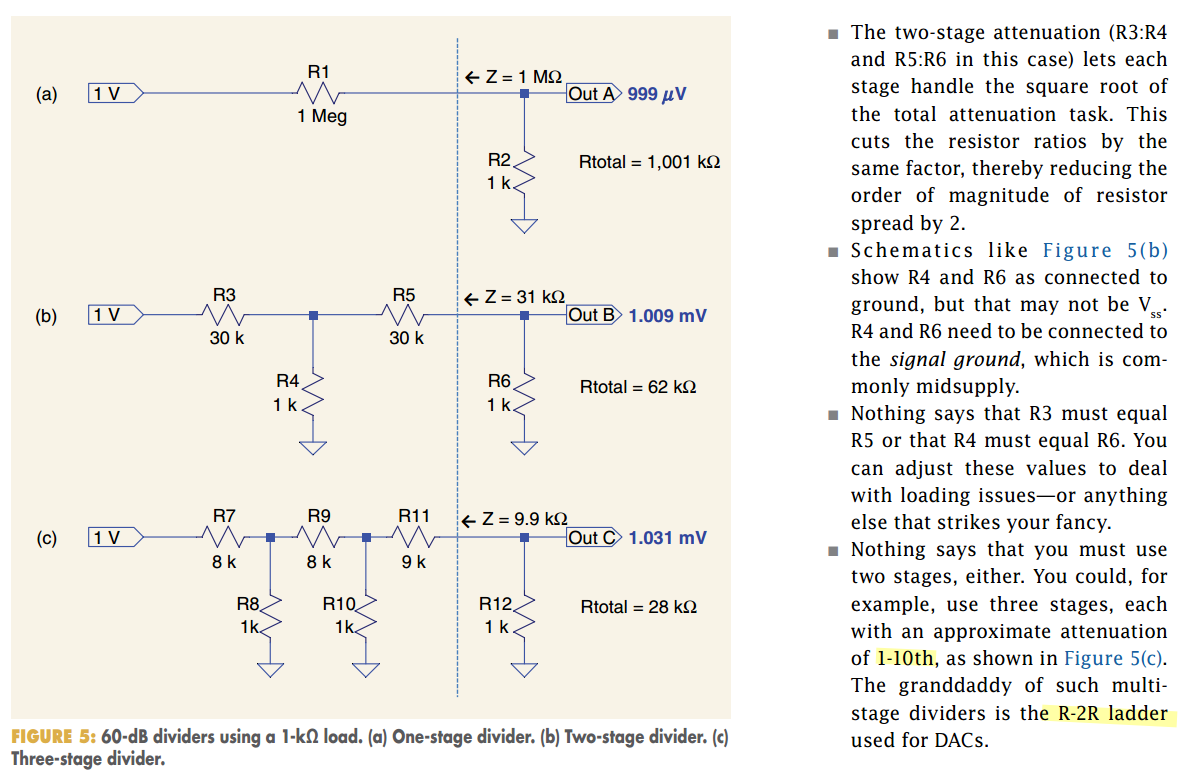 (a)
1 V
R1
1 Meg
← Z = 1 MΩ
Out A
999 μV
R2
1 k
Rtotal = 1,001 kΩ
(b)
1 V
R3
30 k
R5
30 k
← Z = 31 kΩ
Out B
1.009 mV
R4
1 k
R6
1 k
Rtotal = 62 kΩ
(c)
1 V
R7
8 k
R9
8 k
R11
9 k
← Z = 9.9 kΩ
Out C
1.031 mV
R8
1k
R10
1k
R12
1 k
Rtotal = 28 kΩ
FIGURE 5: 60-dB dividers using a 1-kΩ load. (a) One-stage divider. (b) Two-stage divider. (c)
Three-stage divider.
■ The two-stage attenuation (R3:R4
and R5:R6 in this case) lets each
stage handle the square root of
the total attenuation task. This
cuts the resistor ratios by the
same factor, thereby reducing the
order of magnitude of resistor
spread by 2.
■ Schematics like Figure 5(b)
show R4 and R6 as connected to
ground, but that may not be Vss.
R4 and R6 need to be connected to
the signal ground, which is com-
monly midsupply.
■ Nothing says that R3 must equal
R5 or that R4 must equal R6. You
can adjust these values to deal
with loading issues—or anything
else that strikes your fancy.
■ Nothing says that you must use
two stages, either. You could, for
example, use three stages, each
with an approximate attenuation
of 1-10th, as shown in Figure 5(c).
The granddaddy of such multi-
stage dividers is the R-2R ladder
used for DACs.